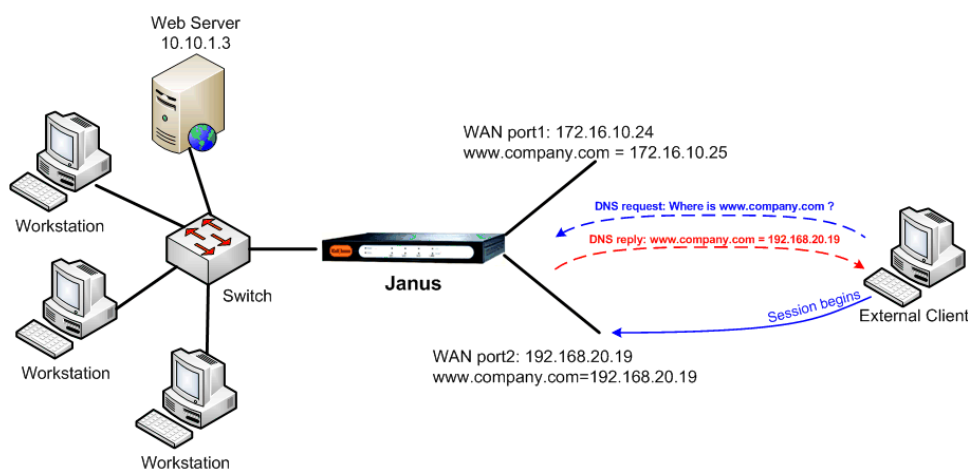 Web Server
10.10.1.3
WAN port1: 172.16.10.24
www.company.com = 172.16.10.25
Workstation
DNS request: Where is www.company.com ?
DNS reply: www.company.com = 192.168.20.19
Switch
Janus
Session begins
External Client
Workstation
WAN port2: 192.168.20.19
www.company.com=192.168.20.19
Workstation